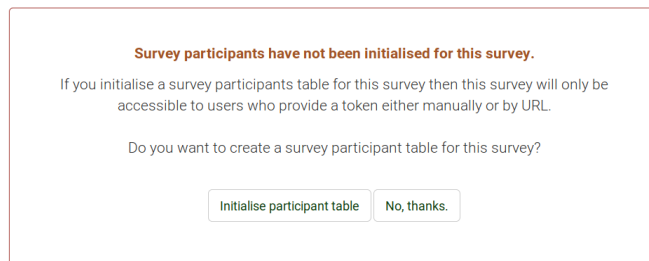 Survey participants have not been initialised for this survey.
If you initialise a survey participants table for this survey then this survey will only be
accessible to users who provide a token either manually or by URL.
Do you want to create a survey participant table for this survey?
Initialise participant table
No, thanks.